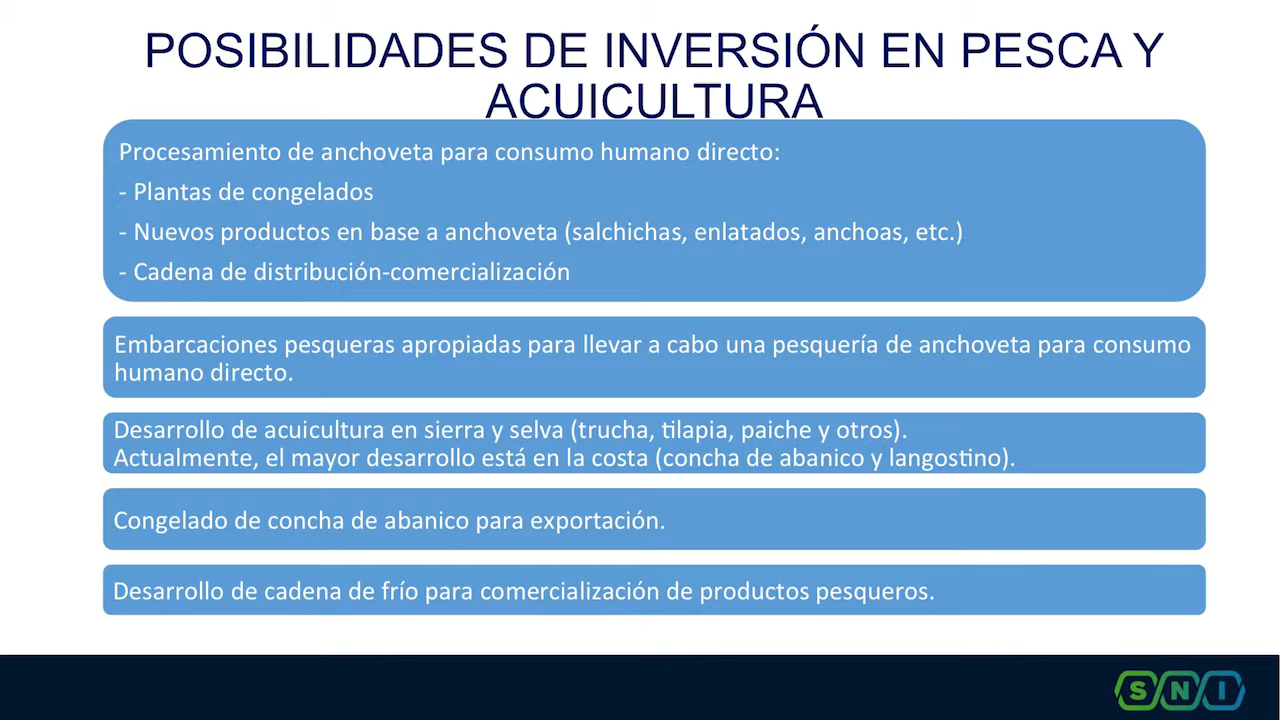 POSIBILIDADES DE INVERSIÓN EN PESCA Y
ACUICULTURA
Procesamiento de anchoveta para consumo humano directo:
- Plantas de congelados
- Nuevos productos en base a anchoveta (salchichas, enlatados, anchoas, etc.)
- Cadena de distribución-comercialización
Embarcaciones pesqueras apropiadas para llevar a cabo una pesquería de anchoveta para consumo
humano directo.
Desarrollo de acuicultura en sierra y selva (trucha, tilapia, paiche y otros).
Actualmente, el mayor desarrollo está en la costa (concha de abanico y langostino).
Congelado de concha de abanico para exportación.
Desarrollo de cadena de frío para comercialización de productos pesqueros.
SNI